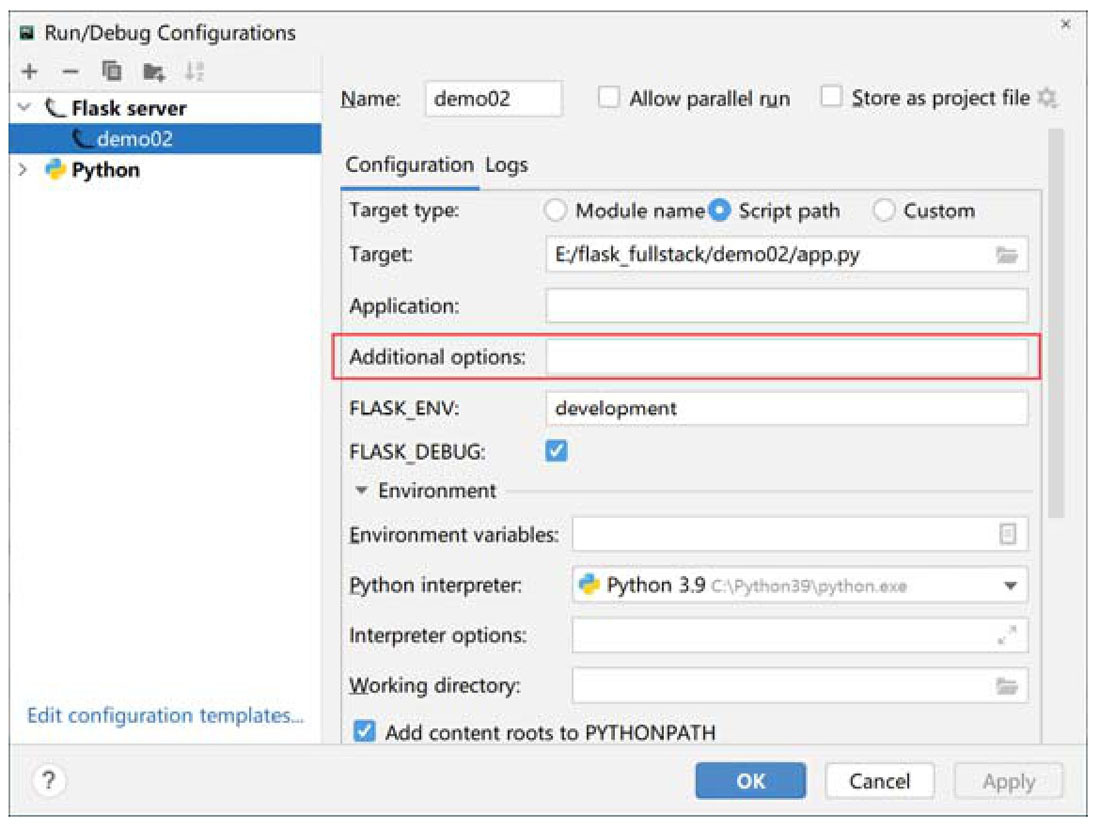 Run/Debug Configurations
Flask server
demo02
Python
Edit configuration templates...
Name: demo02 Allow parallel run Store as project file
Configuration Logs
Target type: Module name Script path Custom
Target: E:/flask_fullstack/demo02/app.py
Application:
Additional options:
FLASK_ENV: development
FLASK_DEBUG:
Environment
Environment variables:
Python interpreter: Python 3.9 C:\Python39\python.exe
Interpreter options:
Working directory:
Add content roots to PYTHONPATH
? OK Cancel Apply